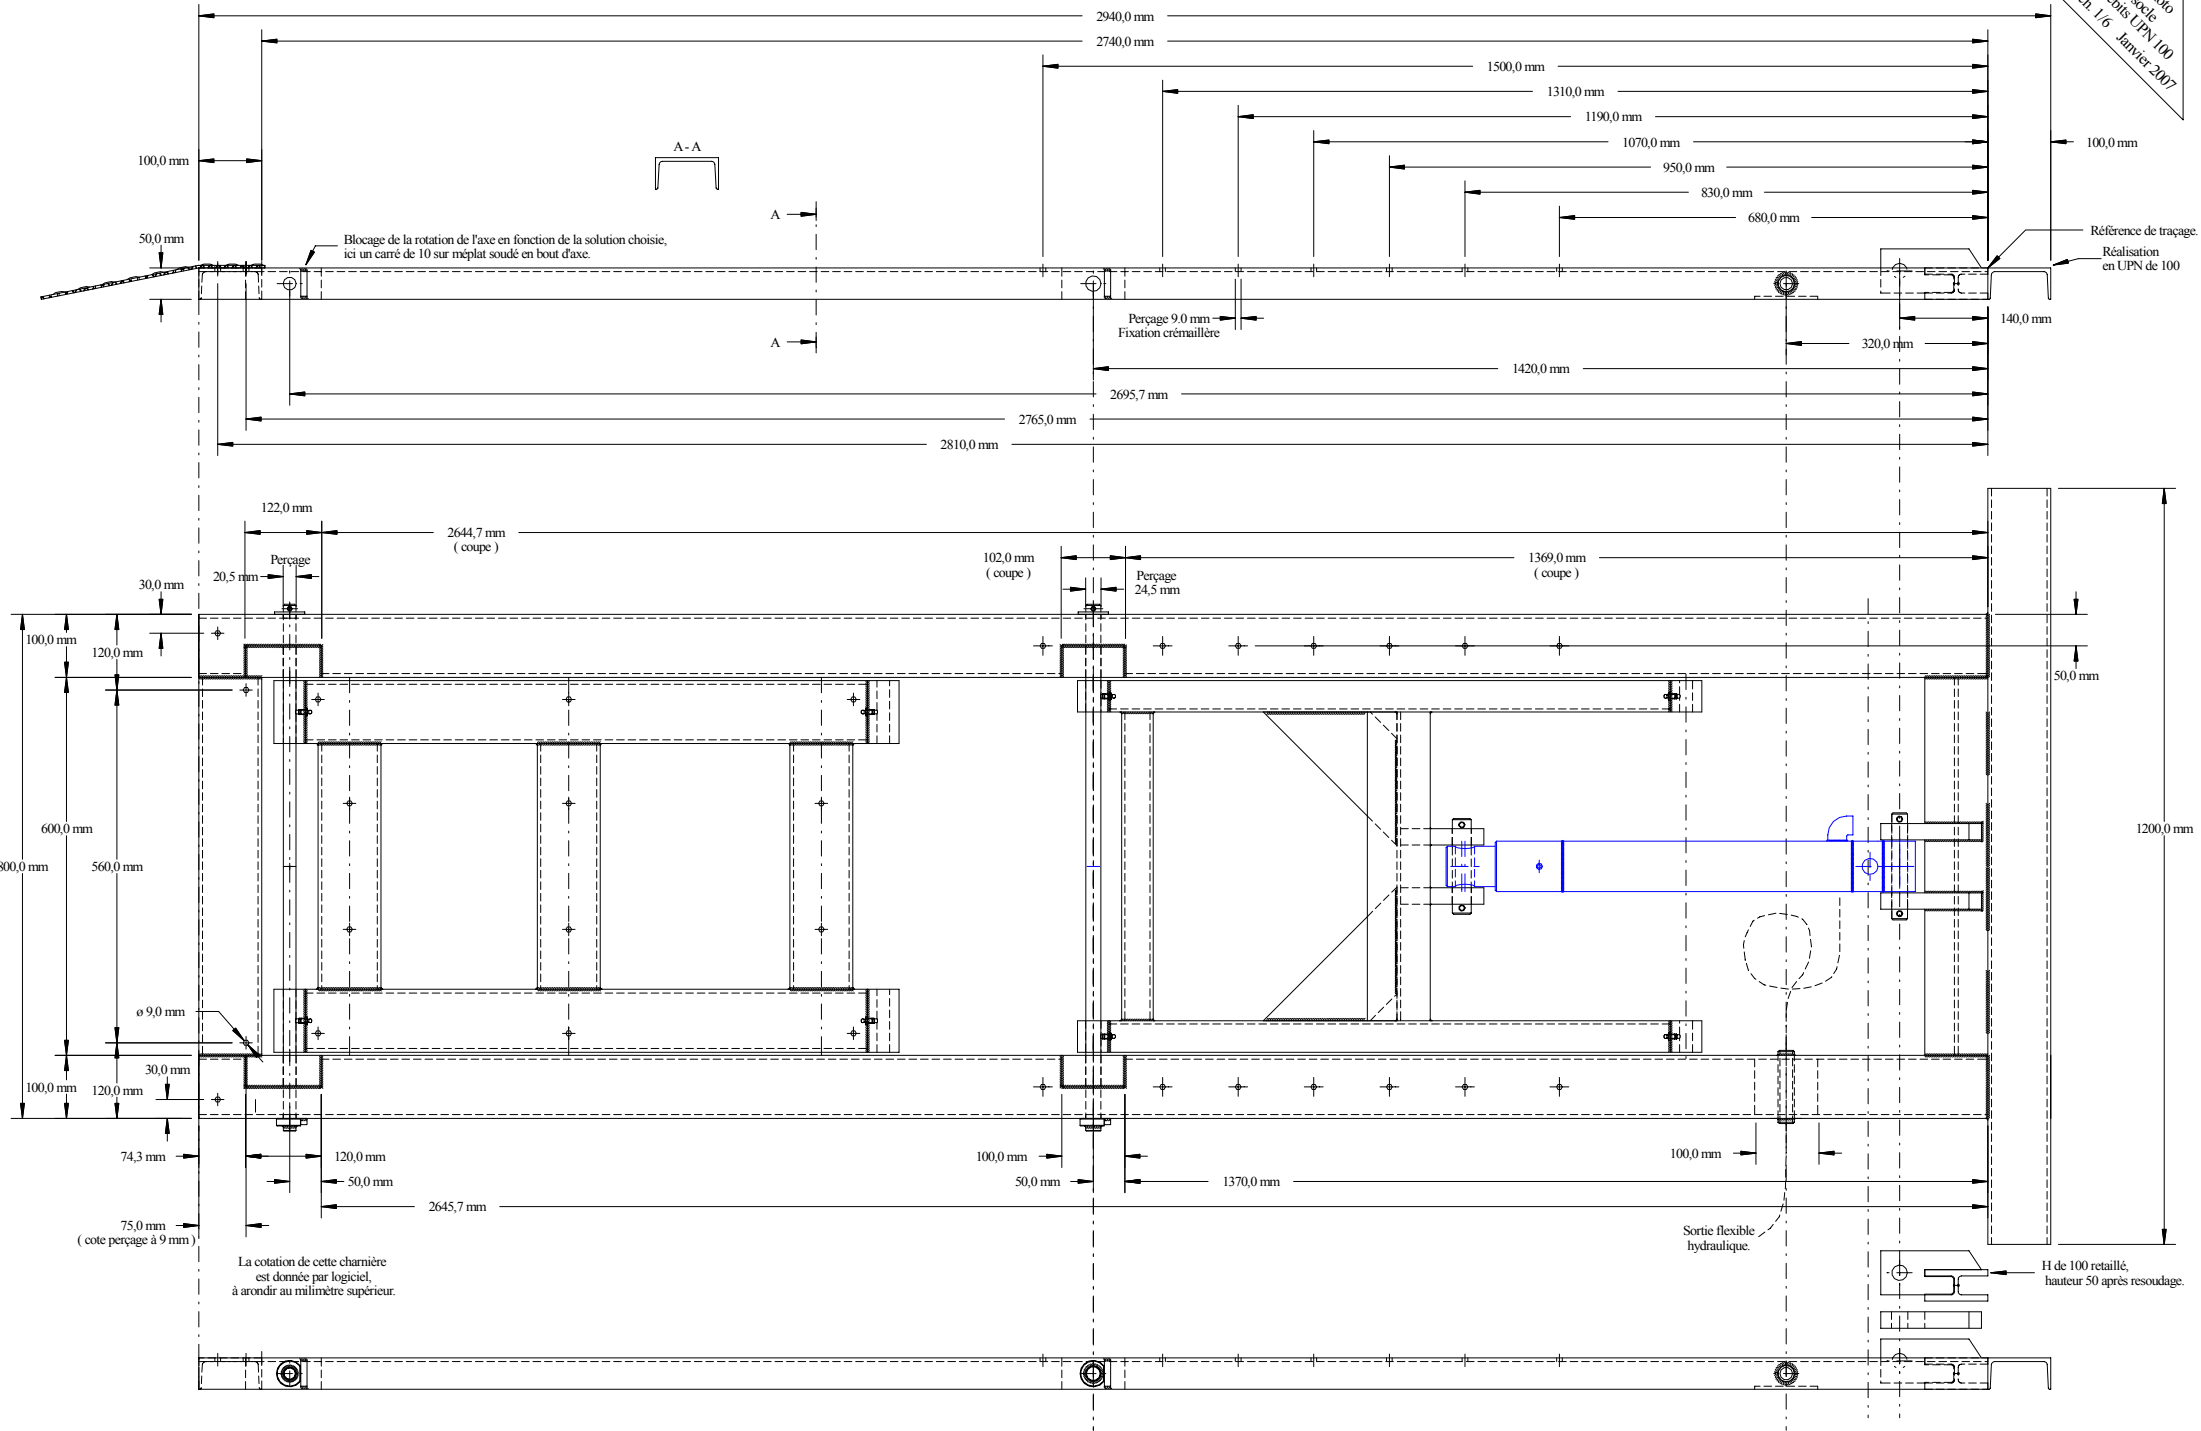 2940,0 mm
2740,0 mm
1500,0 mm
1310,0 mm
1190,0 mm
1070,0 mm
950,0 mm
830,0 mm
680,0 mm
100,0 mm
100,0 mm
socle
UPN 100
1/6 Janvier 2007
A - A
A
A
50,0 mm
Blocage de la rotation de l'axe en fonction de la solution choisie,
ici un carré de 10 sur méplat soudé en bout d'axe.
Référence de traçage.
Réalisation
en UPN de 100
Perçage 9.0 mm
Fixation crémaillère
140,0 mm
320,0 mm
1420,0 mm
2695,7 mm
2765,0 mm
2810,0 mm
122,0 mm
2644,7 mm
( coupe )
102,0 mm
( coupe )
1369,0 mm
( coupe )
Perçage
20,5 mm
Perçage
24,5 mm
30,0 mm
100,0 mm
120,0 mm
50,0 mm
600,0 mm
800,0 mm
560,0 mm
1200,0 mm
ø 9,0 mm
30,0 mm
100,0 mm
120,0 mm
74,3 mm
120,0 mm
50,0 mm
100,0 mm
50,0 mm
1370,0 mm
100,0 mm
2645,7 mm
75,0 mm
( cote perçage à 9 mm )
Sortie flexible
hydraulique.
La cotation de cette charnière
est donnée par logiciel,
à arondir au milimètre supérieur.
H de 100 retaillé,
hauteur 50 après resoudage.